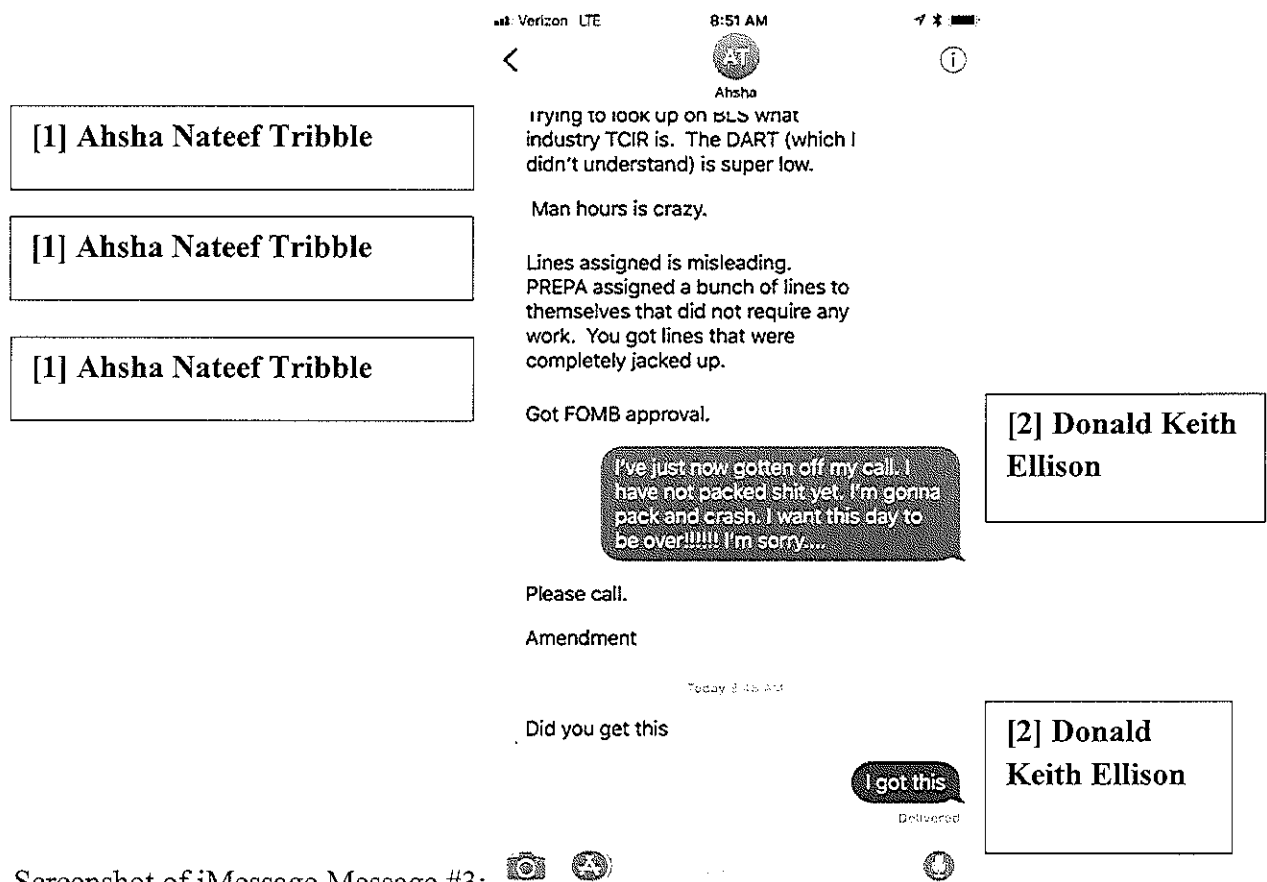 Verizon LTE 8:51 AM
AT
Ahsha
[1] Ahsha Nateef Tribble
Trying to look up on BLS what
industry TCIR is. The DART (which I
didn't understand) is super low.
Man hours is crazy.
[1] Ahsha Nateef Tribble
Lines assigned is misleading.
PREPA assigned a bunch of lines to
themselves that did not require any
work. You got lines that were
completely jacked up.
[1] Ahsha Nateef Tribble
Got FOMB approval.
[2] Donald Keith
Ellison
I've just now gotten off my call. I
have not packed shit yet. I'm gonna
pack and crash. I want this day to
be over!!!!!! I'm sorry....
Please call.
Amendment
Today AM
Did you get this
[2] Donald
Keith Ellison
I got this
Delivered
Screenshot of iMessage Message #3: